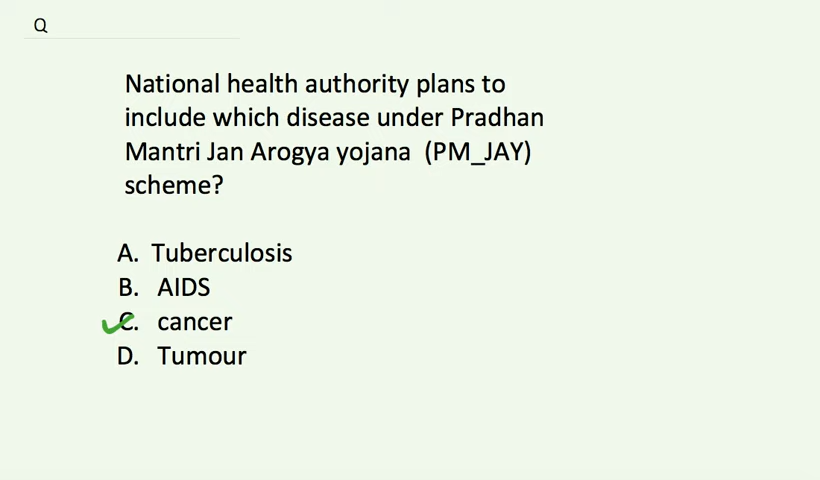 Q
National health authority plans to
include which disease under Pradhan
Mantri Jan Arogya yojana (PM_JAY)
scheme?
A. Tuberculosis
B. AIDS
C. cancer
D. Tumour